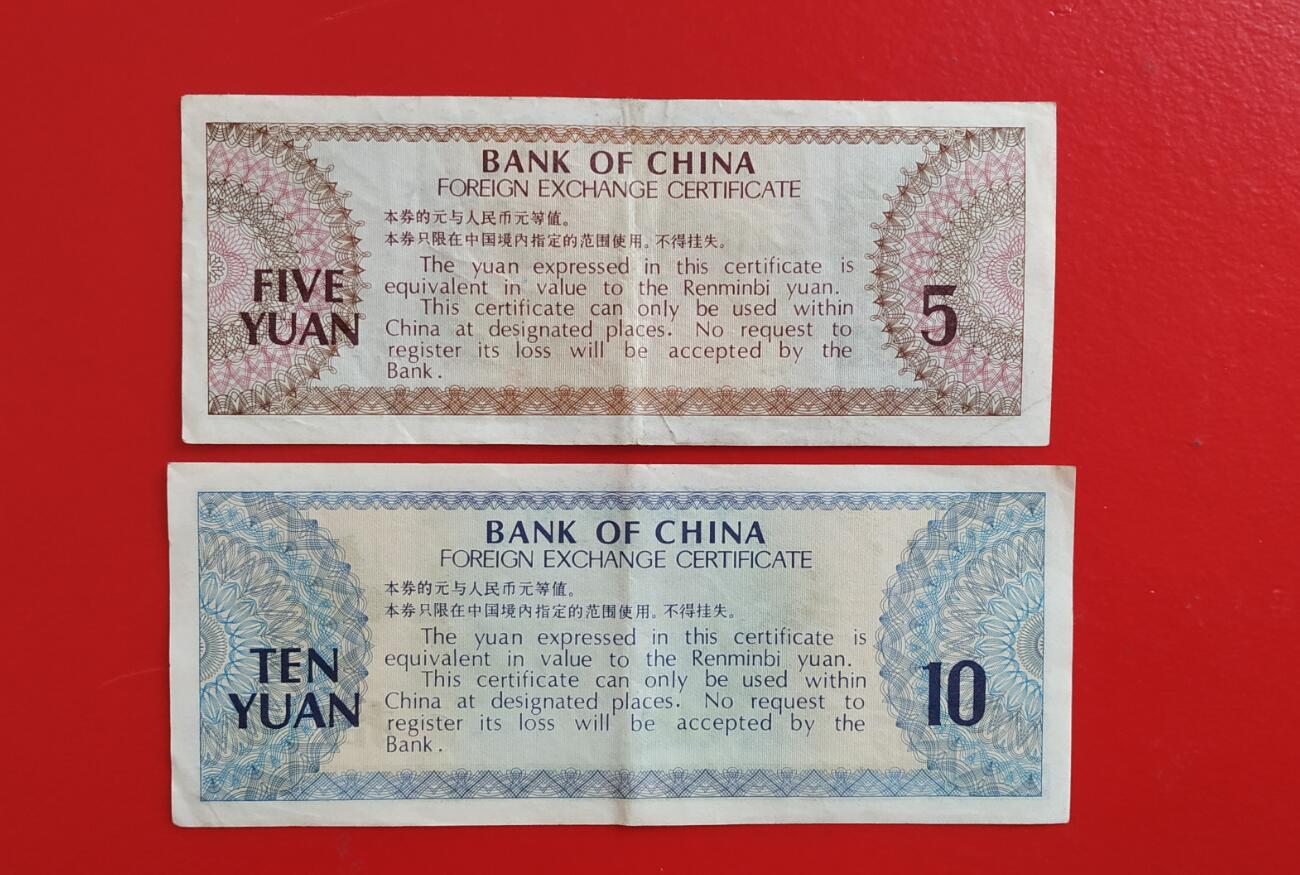 BANK OF CHINA
FOREIGN EXCHANGE CERTIFICATE
本券的元与人民币元等值。
本券只限在中国境内指定的范围使用。不得挂失。
The yuan expressed in this certificate is
equivalent in value to the Renminbi yuan.
This certificate can only be used within
China at designated places. No request to
register its loss will be accepted by the
Bank.
FIVE
YUAN
5
BANK OF CHINA
FOREIGN EXCHANGE CERTIFICATE
本券的元与人民币元等值。
本券只限在中国境内指定的范围使用。不得挂失。
The yuan expressed in this certificate is
equivalent in value to the Renminbi yuan.
This certificate can only be used within
China at designated places. No request to
register its loss will be accepted by the
Bank.
TEN
YUAN
10